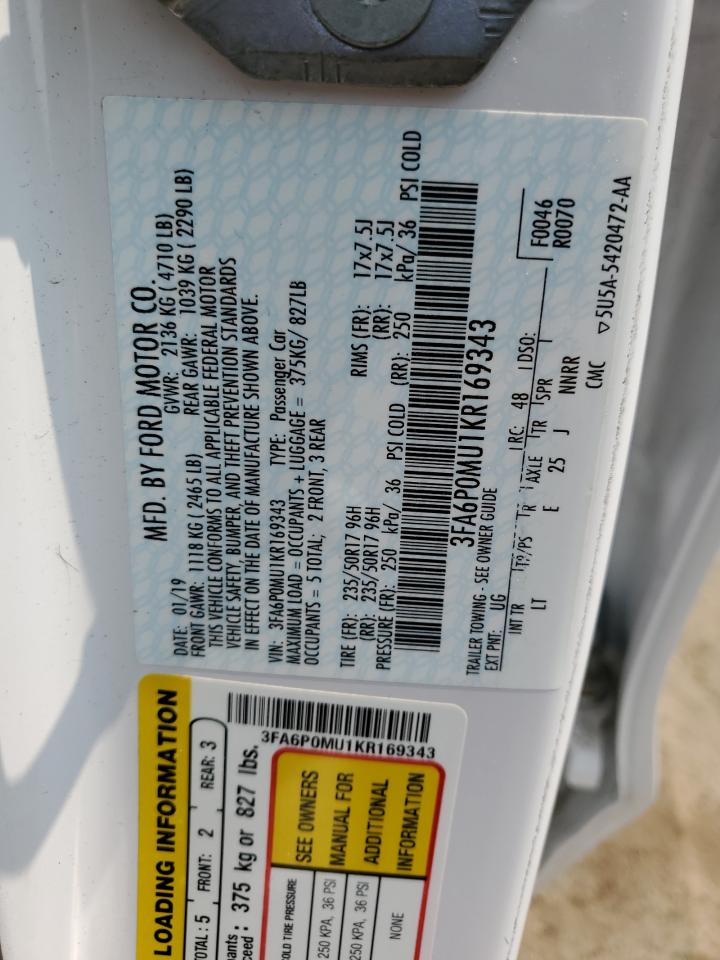 MFD. BY FORD MOTOR CO.
DATE: 01/19 GVWR: 2136 KG ( 4710 LB)
FRONT GAWR: 1118 KG ( 2465 LB) REAR GAWR: 1039 KG ( 2290 LB)
THIS VEHICLE CONFORMS TO ALL APPLICABLE FEDERAL MOTOR
VEHICLE SAFETY, BUMPER, AND THEFT PREVENTION STANDARDS
IN EFFECT ON THE DATE OF MANUFACTURE SHOWN ABOVE.
VIN: 3FA6P0MU1KR169343 TYPE: Passenger Car
MAXIMUM LOAD = OCCUPANTS + LUGGAGE = 375KG/ 827LB
OCCUPANTS = 5 TOTAL; 2 FRONT, 3 REAR
TIRE (FR): 235/50R17 96H RIMS (FR): 17x7.5J
(RR): 235/50R17 96H (RR): 17x7.5J
PRESSURE (FR): 250 kPa/ 36 PSI COLD (RR): 250 kPa/ 36 PSI COLD
3FA6P0MU1KR169343
TRAILER TOWING - SEE OWNER GUIDE
EXT PNT: UG RC: 48 DSO: F0046
R0070
INT TR TP/PS R AXLE TR SPR
LT E 25 J NNRR
CMC
▽5U5A-5420472-AA
LOADING INFORMATION
TOTAL: 5 FRONT: 2 REAR: 3
375 kg or 827 lbs.
3FA6P0MU1KR169343
COLD TIRE PRESSURE
250 KPA, 36 PSI
250 KPA, 36 PSI
NONE
SEE OWNERS
MANUAL FOR
ADDITIONAL
INFORMATION